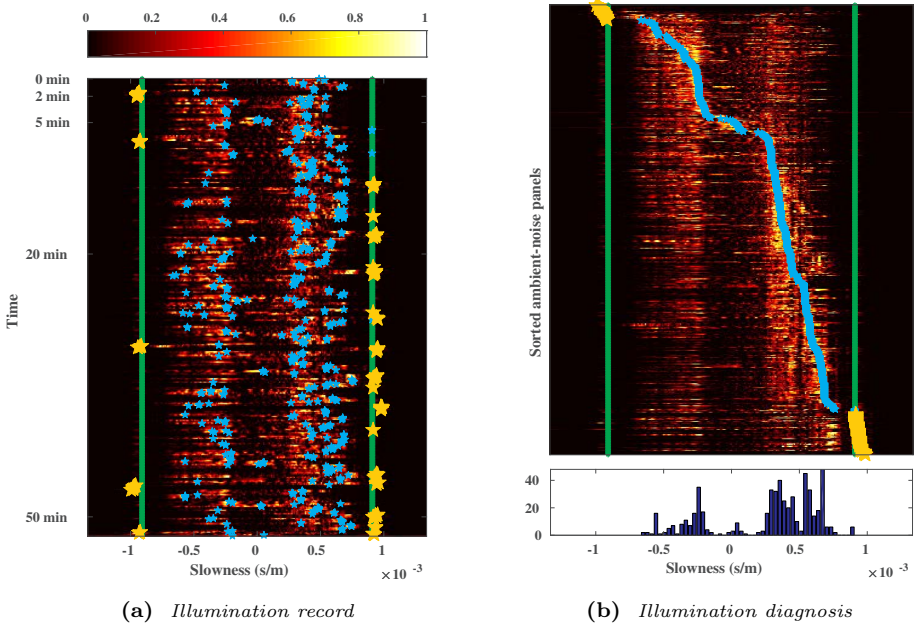 0 0.2 0.4 0.6 0.8 1
0 min
2 min
5 min
20 min
50 min
Time
-1 -0.5 0 0.5 1
Slowness (s/m)
×10 -3
(a) Illumination record
Sorted ambient-noise panels
40
20
0
-1 -0.5 0 0.5 1
Slowness (s/m)
×10 -3
(b) Illumination diagnosis